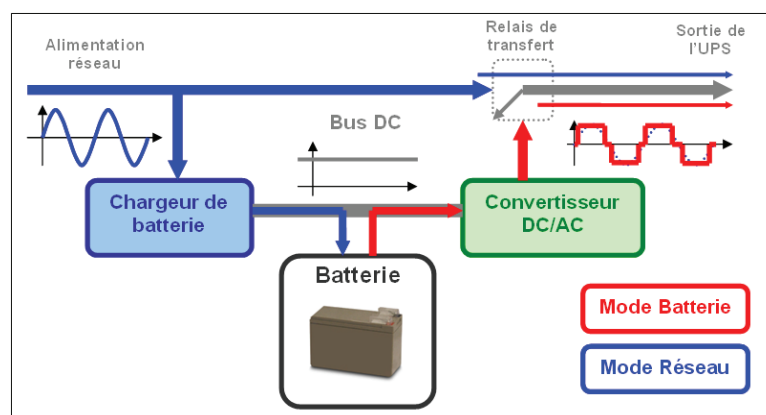 Alimentation
réseau
Relais de
transfert
Sortie de
l'UPS
Bus DC
Chargeur de
batterie
Convertisseur
DC/AC
Batterie
Mode Batterie
Mode Réseau